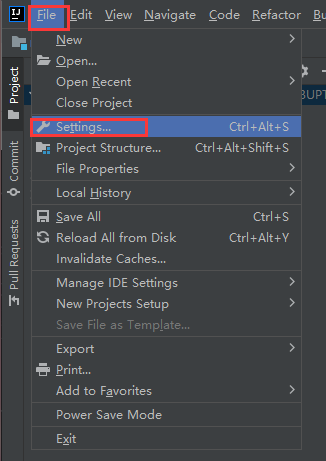 IJ File Edit View Navigate Code Refactor Bu
New
Open...
Open Recent
Close Project
Settings... Ctrl+Alt+S
Project Structure... Ctrl+Alt+Shift+S
File Properties
Local History
Save All Ctrl+S
Reload All from Disk Ctrl+Alt+Y
Invalidate Caches...
Manage IDE Settings
New Projects Setup
Save File as Template...
Export
Print...
Add to Favorites
Power Save Mode
Exit
Project
Commit
Pull Requests
BUPT